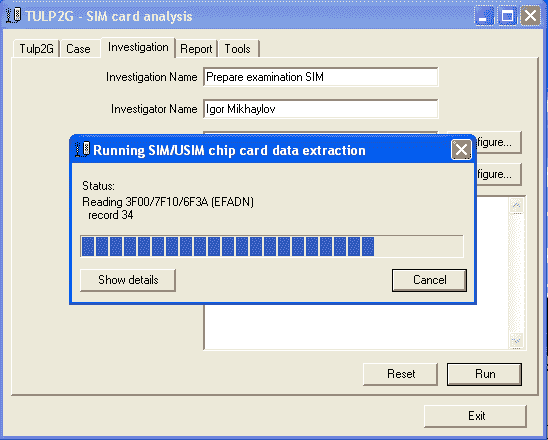 TULP2G - SIM card analysis
Tulp2G Case Investigation Report Tools
Investigation Name Prepare examination SIM
Investigator Name Igor Mikhaylov
figure...
Running SIM/USIM chip card data extraction
figure...
Status:
Reading 3F00/7F10/6F3A (EFADN)
record 34
Show details Cancel
Reset Run
Exit